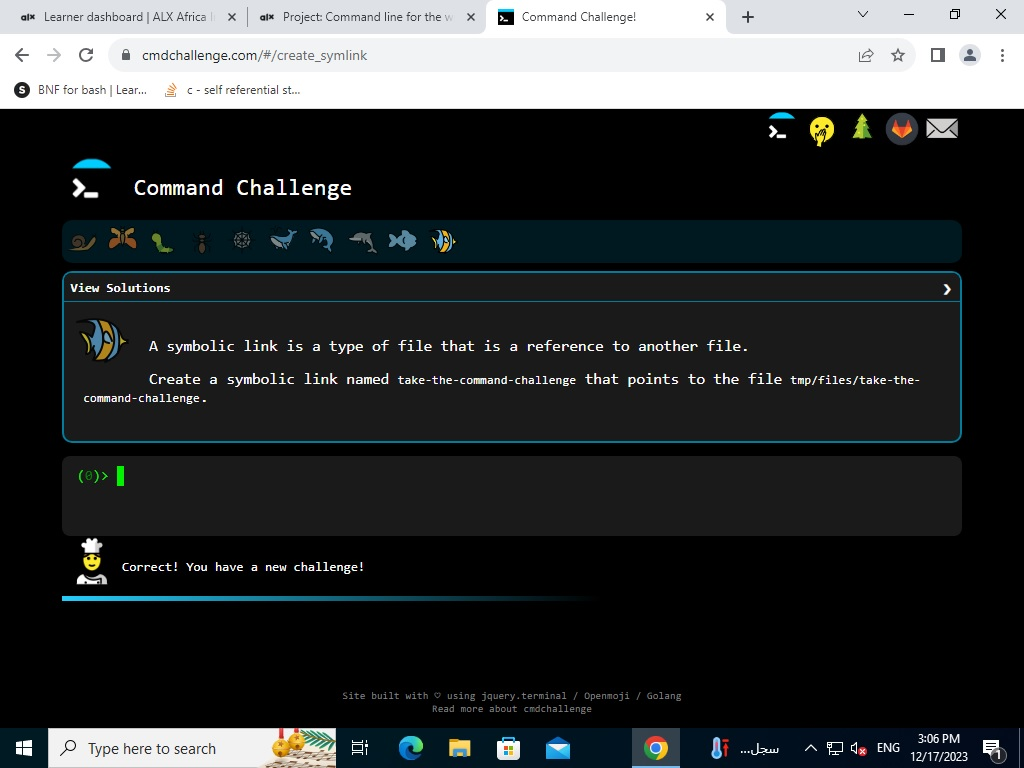 alx Learner dashboard | ALX Africa
alx Project: Command line for the w
Command Challenge!
cmdchallenge.com/#/create_symlink
S BNF for bash | Lear...
c - self referential st...
Command Challenge
View Solutions
A symbolic link is a type of file that is a reference to another file.
Create a symbolic link named take-the-command-challenge that points to the file tmp/files/take-the-
command-challenge.
(0)>
Correct! You have a new challenge!
Site built with ♡ using jquery.terminal / Openmoji / Golang
Read more about cmdchallenge
Type here to search
سجل...
ENG
3:06 PM
12/17/2023
1